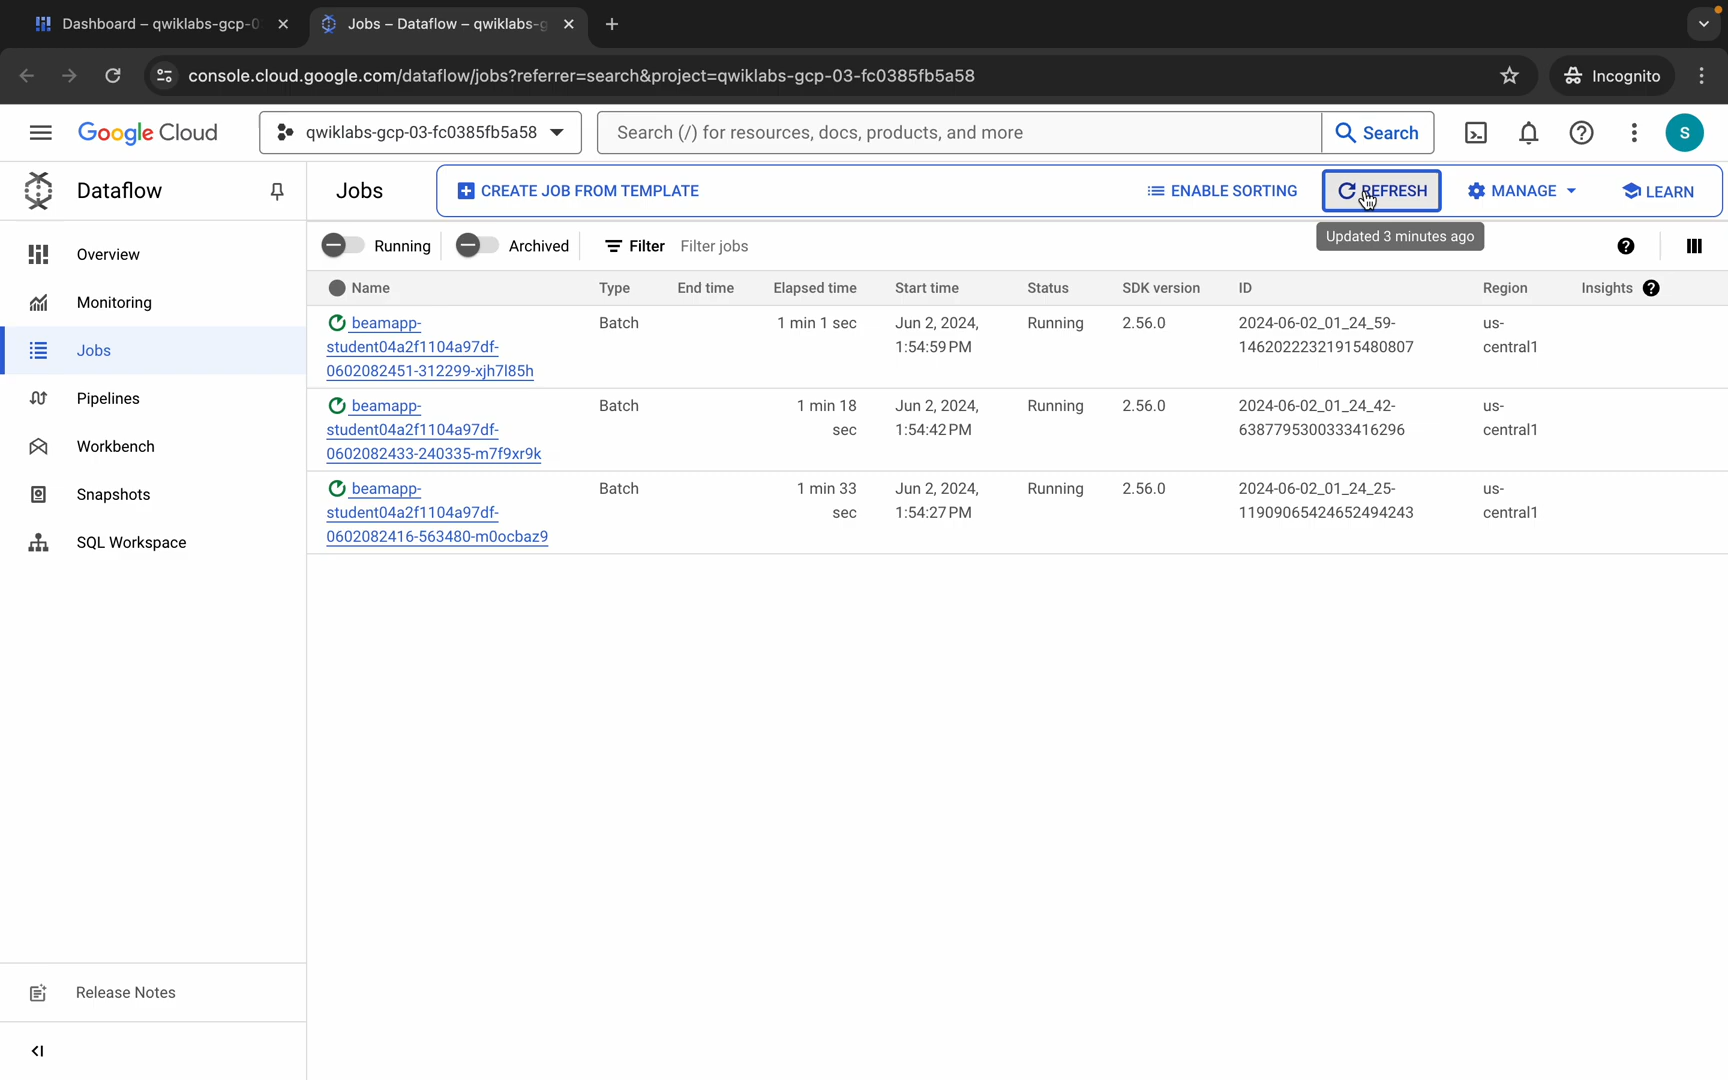 Dashboard – qwiklabs-gcp-0
Jobs – Dataflow – qwiklabs-g
console.cloud.google.com/dataflow/jobs?referrer=search&project=qwiklabs-gcp-03-fc0385fb5a58
Incognito
Google Cloud
qwiklabs-gcp-03-fc0385fb5a58
Search (/) for resources, docs, products, and more
Search
S
Dataflow
Jobs
CREATE JOB FROM TEMPLATE
ENABLE SORTING
REFRESH
MANAGE
LEARN
Overview
Monitoring
Jobs
Pipelines
Workbench
Snapshots
SQL Workspace
Release Notes
Running
Archived
Filter
Filter jobs
Updated 3 minutes ago
Name
Type
End time
Elapsed time
Start time
Status
SDK version
ID
Region
Insights
beamapp-
student04a2f1104a97df-
0602082451-312299-xjh7l85h
Batch
1 min 1 sec
Jun 2, 2024,
1:54:59 PM
Running
2.56.0
2024-06-02_01_24_59-
14620222321915480807
us-
central1
beamapp-
student04a2f1104a97df-
0602082433-240335-m7f9xr9k
Batch
1 min 18
sec
Jun 2, 2024,
1:54:42 PM
Running
2.56.0
2024-06-02_01_24_42-
6387795300333416296
us-
central1
beamapp-
student04a2f1104a97df-
0602082416-563480-m0ocbaz9
Batch
1 min 33
sec
Jun 2, 2024,
1:54:27 PM
Running
2.56.0
2024-06-02_01_24_25-
11909065424652494243
us-
central1